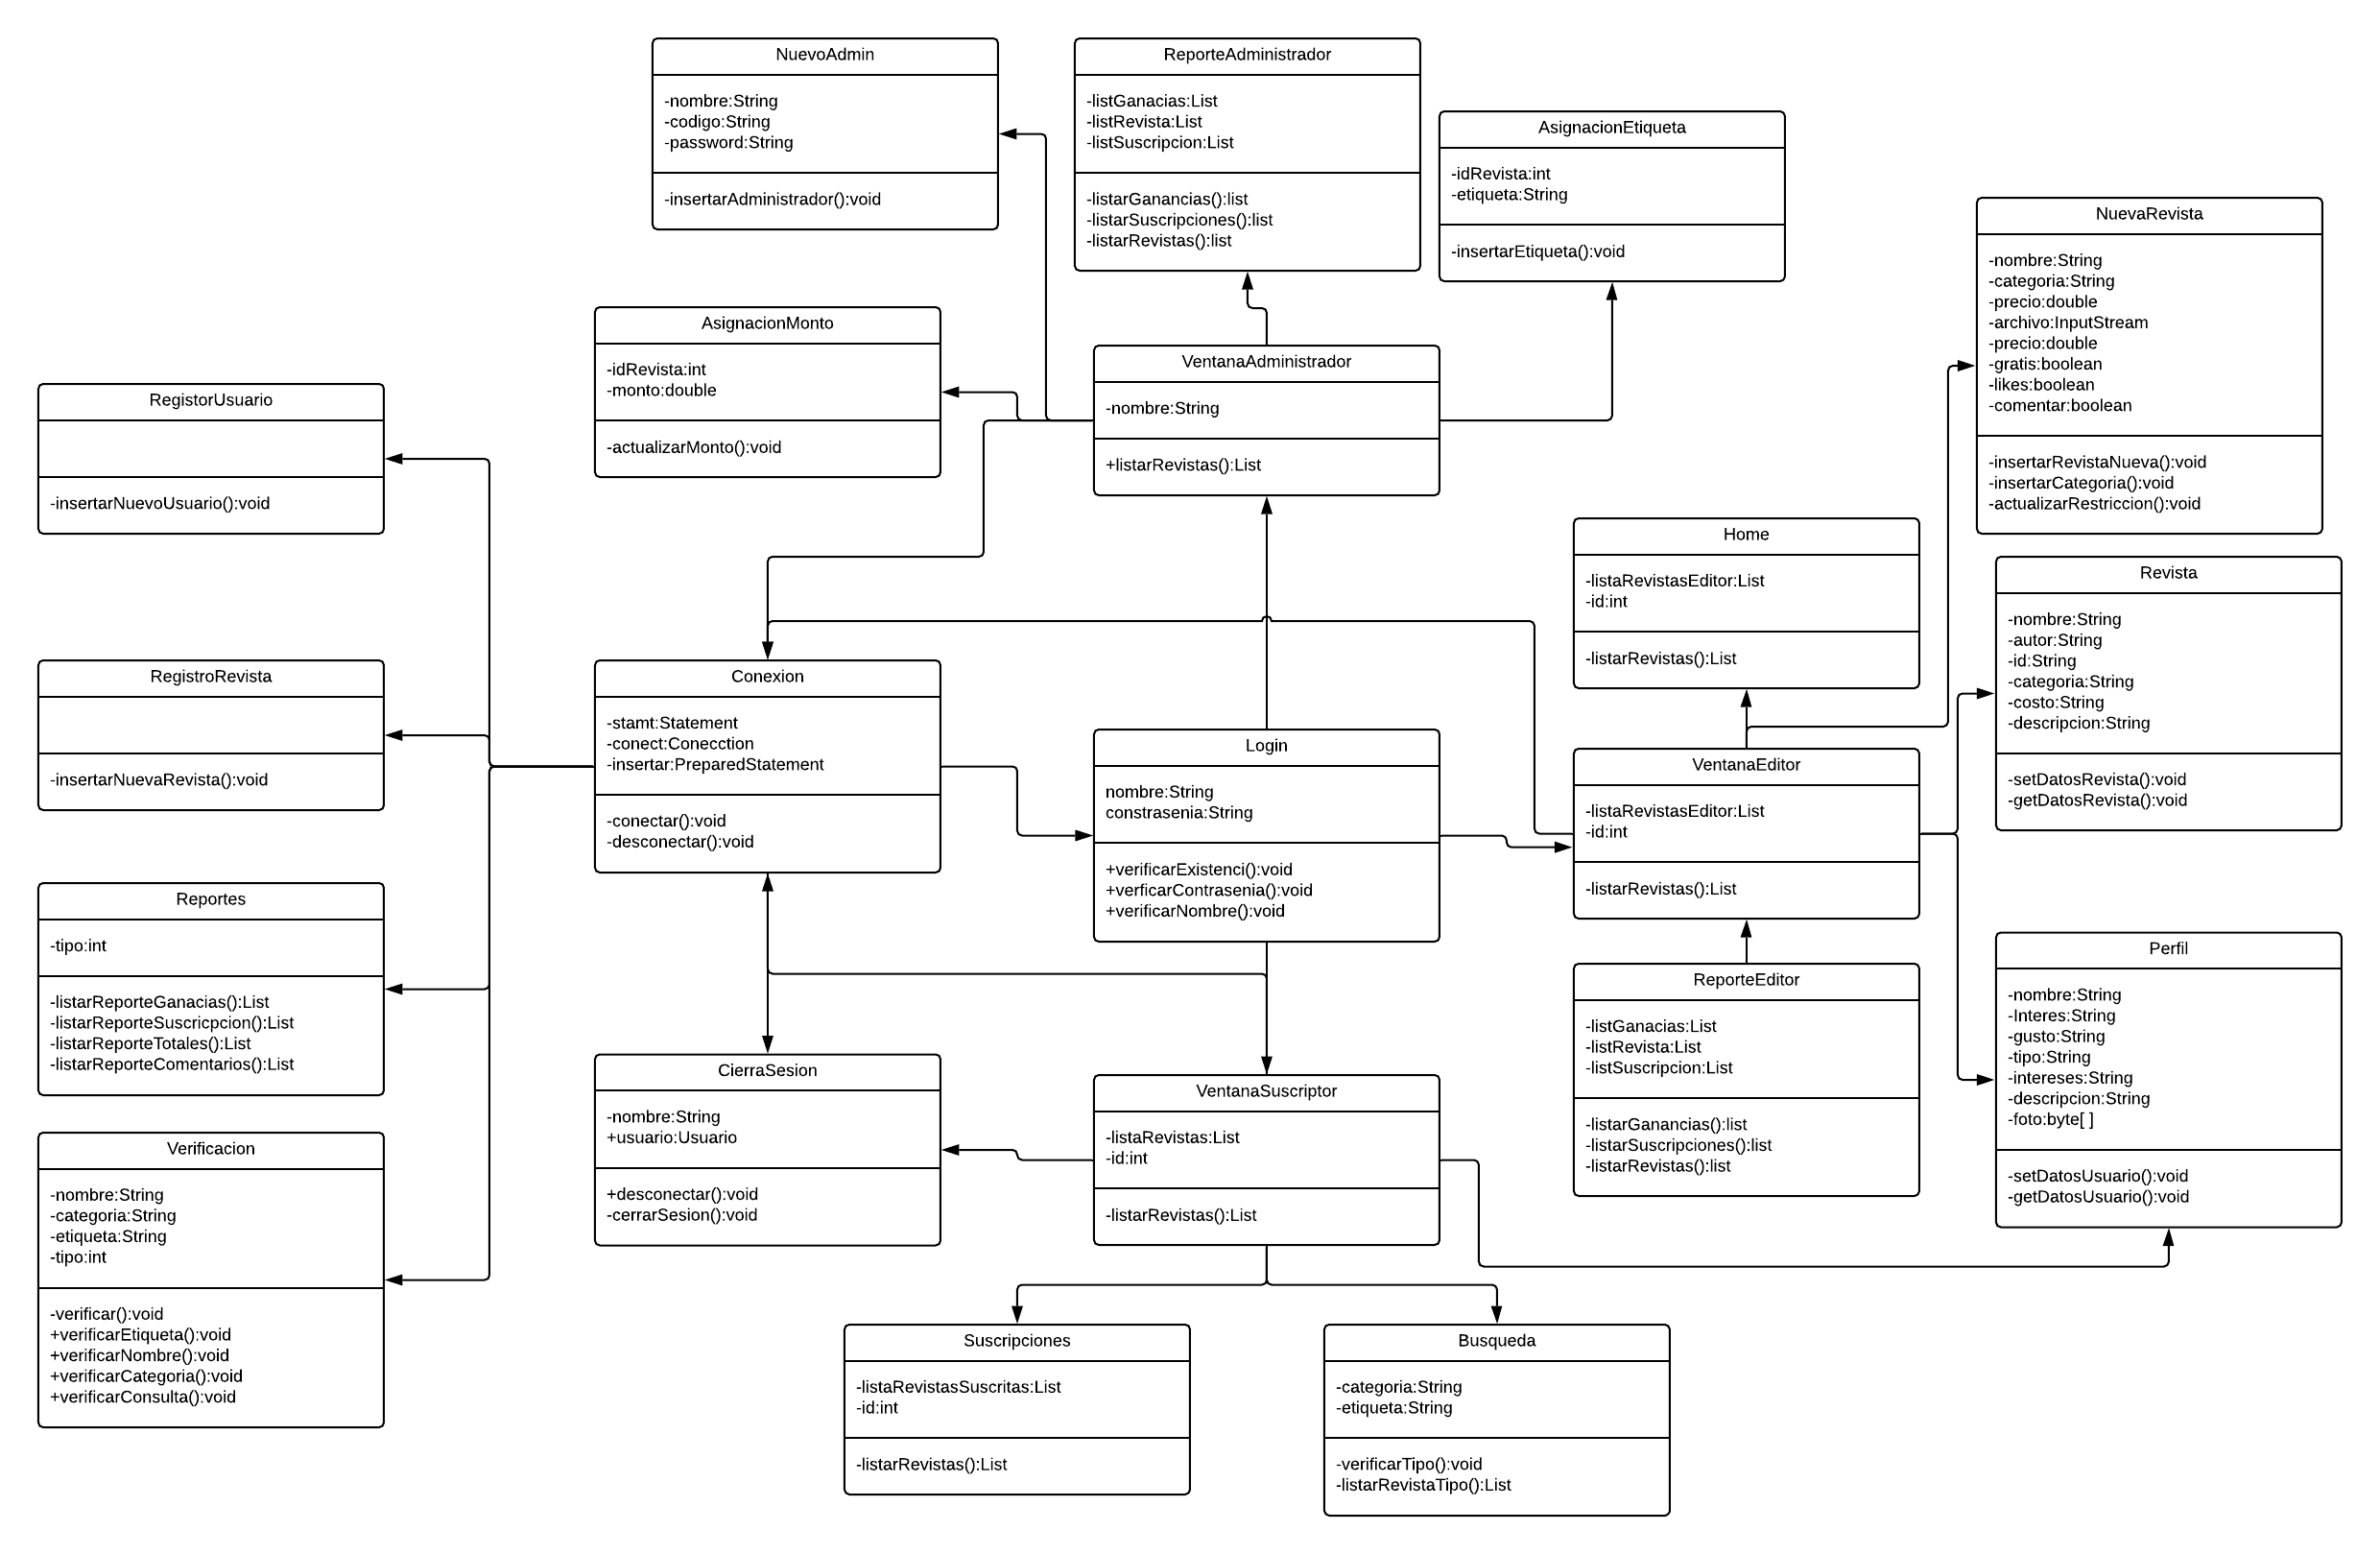 NuevoAdmin
-nombre:String
-codigo:String
-password:String
-insertarAdministrador():void
ReporteAdministrador
-listGanacias:List
-listRevista:List
-listSuscripcion:List
-listarGanancias():list
-listarSuscripciones():list
-listarRevistas():list
AsignacionEtiqueta
-idRevista:int
-etiqueta:String
-insertarEtiqueta():void
NuevaRevista
-nombre:String
-categoria:String
-precio:double
-archivo:InputStream
-precio:double
-gratis:boolean
-likes:boolean
-comentar:boolean
-insertarRevistaNueva():void
-insertarCategoria():void
-actualizarRestriccion():void
AsignacionMonto
-idRevista:int
-monto:double
-actualizarMonto():void
VentanaAdministrador
-nombre:String
+listarRevistas():List
RegistorUsuario
-insertarNuevoUsuario():void
Home
-listaRevistasEditor:List
-id:int
-listarRevistas():List
Revista
-nombre:String
-autor:String
-id:String
-categoria:String
-costo:String
-descripcion:String
-setDatosRevista():void
-getDatosRevista():void
RegistroRevista
-insertarNuevaRevista():void
Conexion
-stamt:Statement
-conect:Conecction
-insertar:PreparedStatement
-conectar():void
-desconectar():void
Login
nombre:String
constrasenia:String
+verificarExistenci():void
+verficarContrasenia():void
+verificarNombre():void
VentanaEditor
-listaRevistasEditor:List
-id:int
-listarRevistas():List
Reportes
-tipo:int
-listarReporteGanacias():List
-listarReporteSuscricpcion():List
-listarReporteTotales():List
-listarReporteComentarios():List
Perfil
-nombre:String
-Interes:String
-gusto:String
-tipo:String
-intereses:String
-descripcion:String
-foto:byte[ ]
-setDatosUsuario():void
-getDatosUsuario():void
ReporteEditor
-listGanacias:List
-listRevista:List
-listSuscripcion:List
-listarGanancias():list
-listarSuscripciones():list
-listarRevistas():list
CierraSesion
-nombre:String
+usuario:Usuario
+desconectar():void
-cerrarSesion():void
VentanaSuscriptor
-listaRevistas:List
-id:int
-listarRevistas():List
Verificacion
-nombre:String
-categoria:String
-etiqueta:String
-tipo:int
-verificar():void
+verificarEtiqueta():void
+verificarNombre():void
+verificarCategoria():void
+verificarConsulta():void
Suscripciones
-listaRevistasSuscritas:List
-id:int
-listarRevistas():List
Busqueda
-categoria:String
-etiqueta:String
-verificarTipo():void
-listarRevistaTipo():List